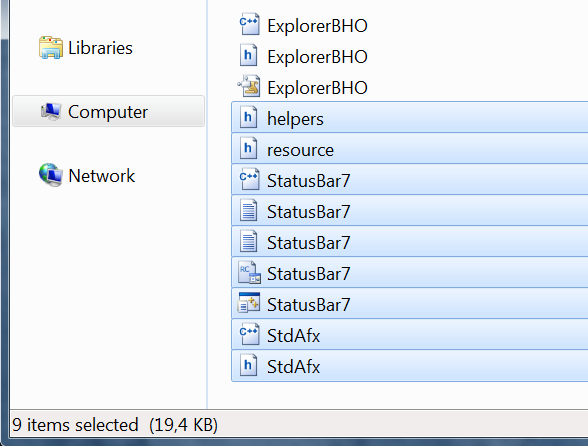 Libraries
Computer
Network
ExplorerBHO
ExplorerBHO
ExplorerBHO
helpers
resource
StatusBar7
StatusBar7
StatusBar7
StatusBar7
StatusBar7
StdAfx
StdAfx
9 items selected (19,4 KB)